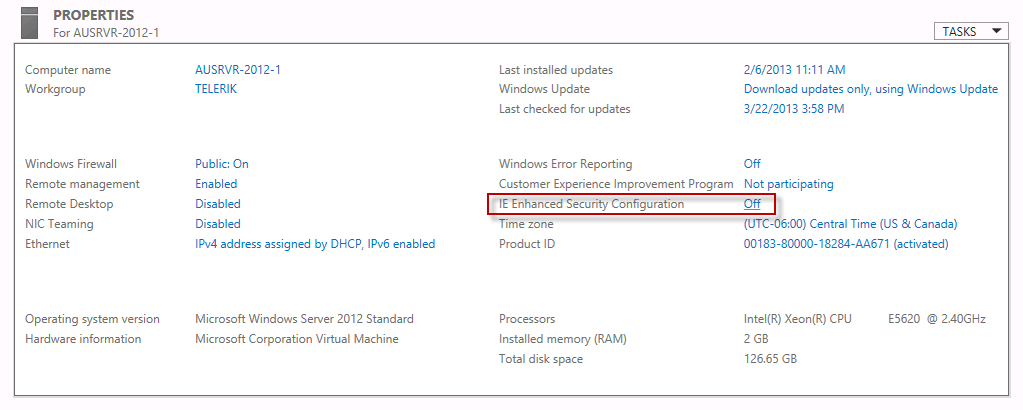 PROPERTIES
For AUSRVR-2012-1
TASKS
Computer name AUSRVR-2012-1 Last installed updates 2/6/2013 11:11 AM
Workgroup TELERIK Windows Update Download updates only, using Windows Update
Last checked for updates 3/22/2013 3:58 PM
Windows Firewall Public: On Windows Error Reporting Off
Remote management Enabled Customer Experience Improvement Program Not participating
Remote Desktop Disabled IE Enhanced Security Configuration Off
NIC Teaming Disabled Time zone (UTC-06:00) Central Time (US & Canada)
Ethernet IPv4 address assigned by DHCP, IPv6 enabled Product ID 00183-80000-18284-AA671 (activated)
Operating system version Microsoft Windows Server 2012 Standard Processors Intel(R) Xeon(R) CPU E5620 @ 2.40GHz
Hardware information Microsoft Corporation Virtual Machine Installed memory (RAM) 2 GB
Total disk space 126.65 GB